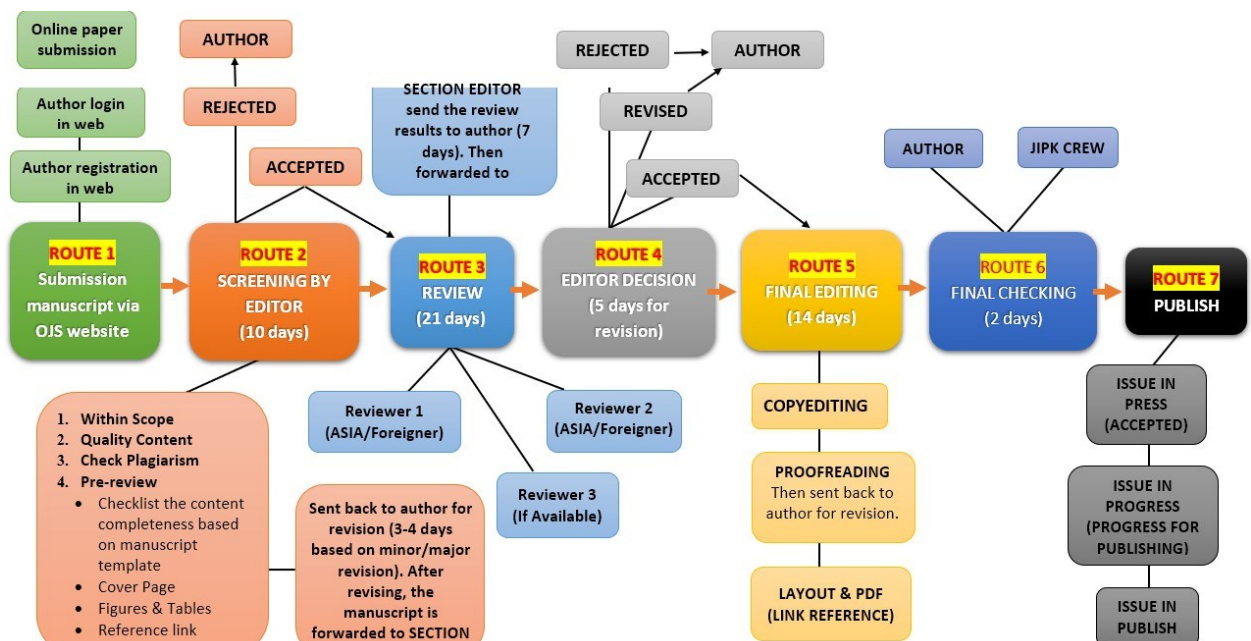 Online paper
submission
Author login
in web
Author registration
in web
ROUTE 1
Submission
manuscript via
OJS website
AUTHOR
REJECTED
ACCEPTED
ROUTE 2
SCREENING BY
EDITOR
(10 days)
1. Within Scope
2. Quality Content
3. Check Plagiarism
4. Pre-review
• Checklist the content
completeness based
on manuscript
template
• Cover Page
• Figures & Tables
• Reference link
Sent back to author for
revision (3-4 days
based on minor/major
revision). After
revising, the
manuscript is
forwarded to SECTION
SECTION EDITOR
send the review
results to author (7
days). Then
forwarded to
ROUTE 3
REVIEW
(21 days)
Reviewer 1
(ASIA/Foreigner)
Reviewer 2
(ASIA/Foreigner)
Reviewer 3
(If Available)
REJECTED
AUTHOR
REVISED
ACCEPTED
ROUTE 4
EDITOR DECISION
(5 days for
revision)
ROUTE 5
FINAL EDITING
(14 days)
COPYEDITING
PROOFREADING
Then sent back to
author for revision.
LAYOUT & PDF
(LINK REFERENCE)
AUTHOR
JIPK CREW
ROUTE 6
FINAL CHECKING
(2 days)
ROUTE 7
PUBLISH
ISSUE IN
PRESS
(ACCEPTED)
ISSUE IN
PROGRESS
(PROGRESS FOR
PUBLISHING)
ISSUE IN
PUBLISH